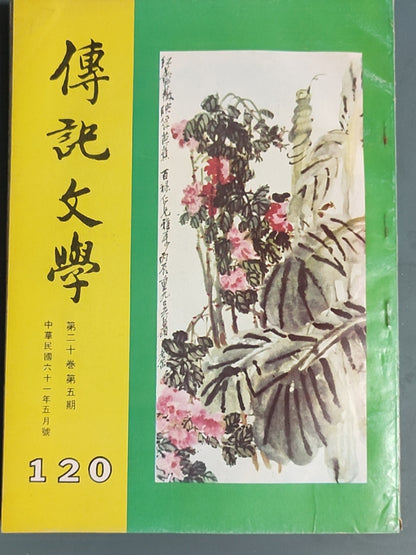 傳記文學
第二十卷第五期
中華民國六十一年五月號
120